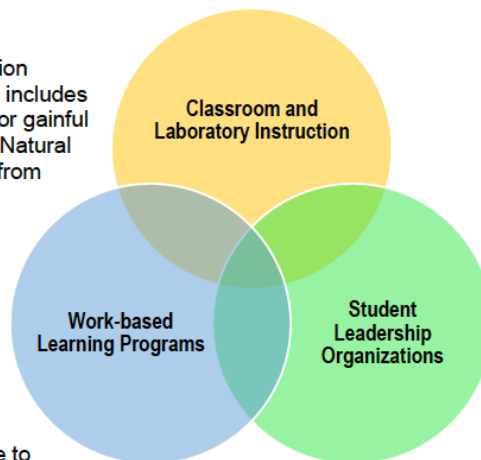 ion
includes
or gainful
Natural
from
Classroom and
Laboratory Instruction
Work-based
Learning Programs
Student
Leadership
Organizations
e to